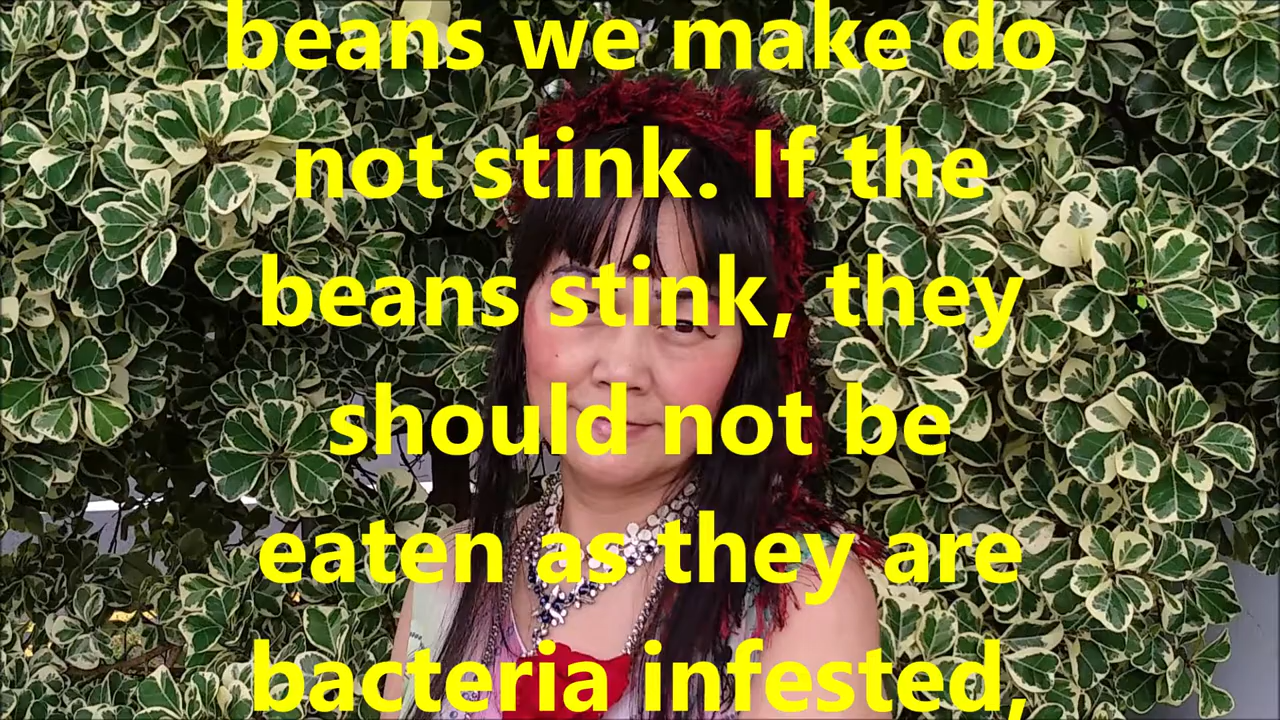 beans we make do
not stink. If the
beans stink, they
should not be
eaten as they are
bacteria infested,